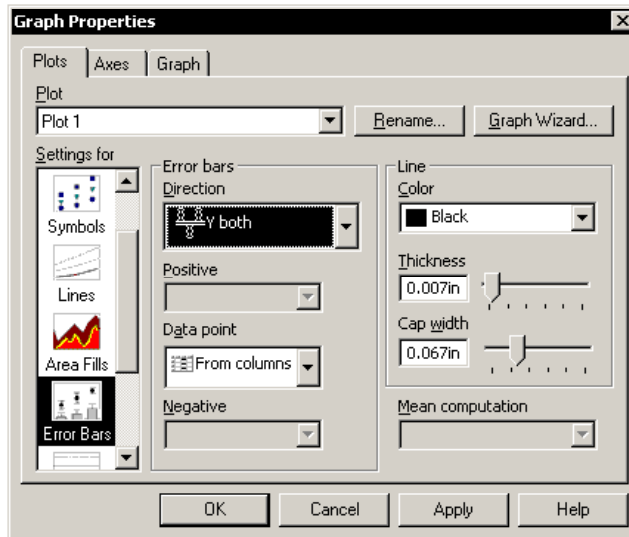 Graph Properties
Plots Axes Graph
Plot
Plot 1
Rename...
Graph Wizard...
Settings for
Symbols
Lines
Area Fills
Error Bars
Error bars
Direction
Y both
Positive
Data point
From columns
Negative
Line
Color
Black
Thickness
0.007in
Cap width
0.067in
Mean computation
OK Cancel Apply Help